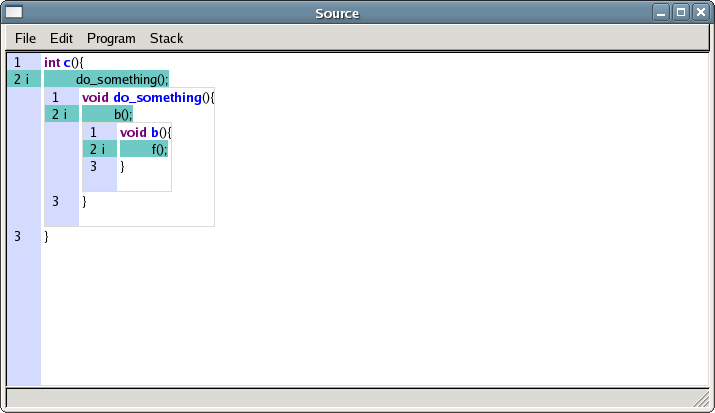 Source
File Edit Program Stack
1 int c(){
2 i do_something();
1 void do_something(){
2 i b();
1 void b(){
2 i f();
3 }
3 }
3 }